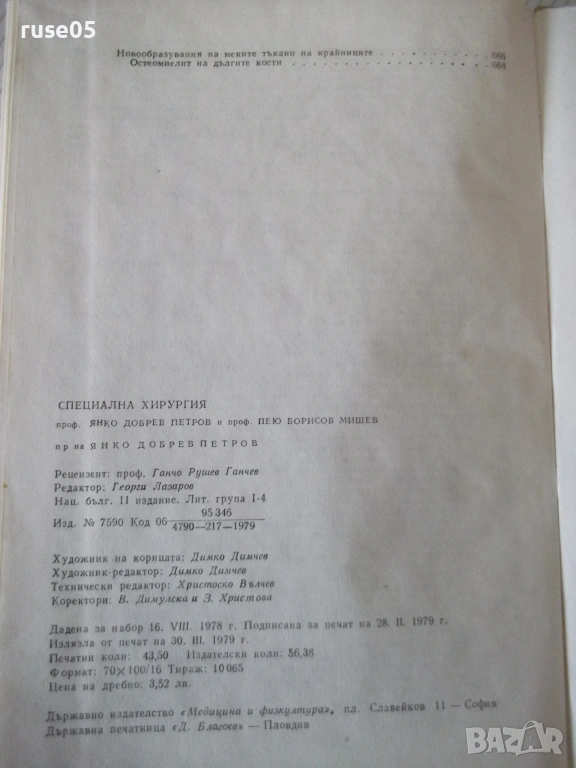 ruse05
Новообразувания на меките тъкани на крайниците . . . . . . . . . . 666
Остеомиелит на дългите кости . . . . . . . . . . . . . . . . . 668
СПЕЦИАЛНА ХИРУРГИЯ
проф. ЯНКО ДОБРЕВ ПЕТРОВ и проф. ПЕЮ БОРИСОВ МИШЕВ
пр на ЯНКО ДОБРЕВ ПЕТРОВ
Рецензент: проф. Ганчо Рушев Ганчев
Редактор: Георги Лазаров
Нац. бълг. II издание. Лит. група I-4
Изд. № 7590 Код 06 95346
4790—217—1979
Художник на корицата: Димко Димчев
Художник-редактор: Димко Димчев
Технически редактор: Христоско Вълчев
Коректори: В. Димулска и З. Христова
Дадена за набор 16. VIII. 1978 г. Подписана за печат на 28. II. 1979 г.
Излязла от печат на 30. III. 1979 г.
Печатни коли: 43,50 Издателски коли: 56,38
Формат: 70×100/16 Тираж: 10065
Цена на дребно: 3,52 лв.
Държавно издателство «Медицина и физкултура», пл. Славейков 11 — София
Държавна печатница «Д. Благоев» — Пловдив
BAZAR
.bg